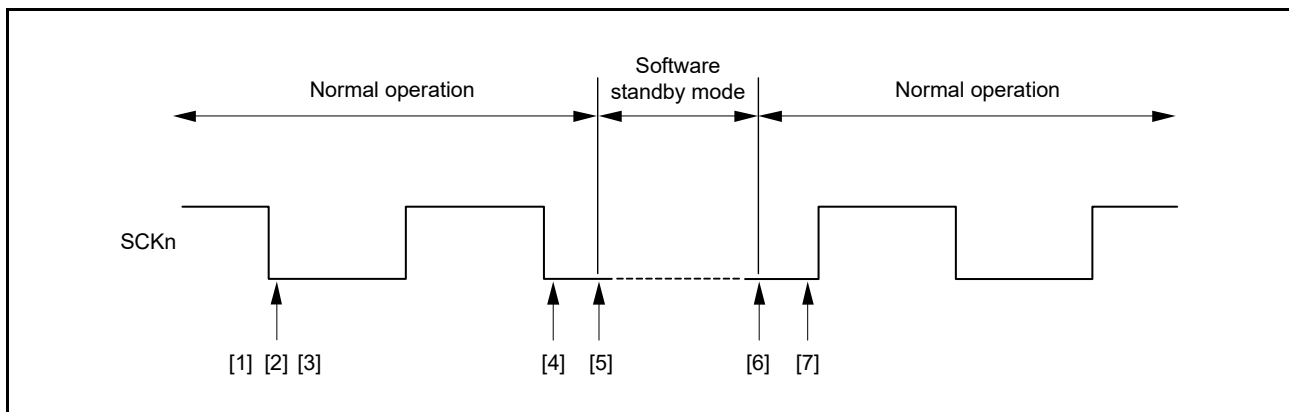 Software
standby mode
Normal operation
Normal operation
SCKn
[1] [2] [3]
[4]
[5]
[6]
[7]